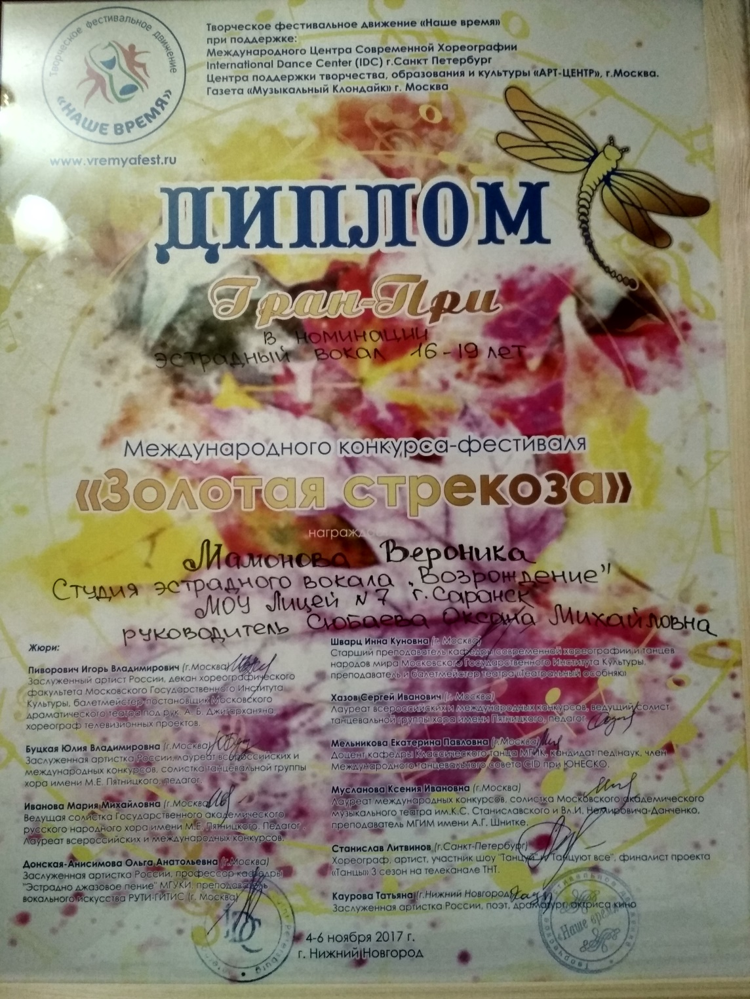 Творческое фестивальное движение
«НАШЕ ВРЕМЯ»
www.vremyafest.ru
Творческое фестивальное движение «Наше время»
при поддержке:
Международного Центра Современной Хореографии
International Dance Center (IDC) г.Санкт Петербург
Центра поддержки творчества, образования и культуры «АРТ-ЦЕНТР», г.Москва.
Газета «Музыкальный Клондайк» г. Москва
ДИПЛОМ
Гран-При
в номинации
эстрадный вокал 16-19 лет
Международного конкурса-фестиваля
«Золотая стрекоза»
Мамонова Вероника
Студия эстрадного вокала „Возрождение"
МОУ Лицей №7 г. Саранск
руководитель Сюбаева Оксана Михайловна
Жюри:
Пиворович Игорь Владимирович (г.Москва)
Заслуженный артист России, декан хореографического
факультета Московского Государственного Института
Культуры, балетмейстер-постановщик Московского
драматического театра под рук. А. Б. Джигарханяна,
хореограф телевизионных проектов.
Буцкая Юлия Владимировна (г.Москва)
Заслуженная артистка России, лауреат всероссийских и
международных конкурсов, солистка танцевальной группы
хора имени М.Е. Пятницкого, педагог.
Иванова Мария Михайловна (г.Москва)
Ведущая солистка Государственного академического
русского народного хора имени М.Е. Пятницкого. Педагог.
Лауреат всероссийских и международных конкурсов.
Донская-Анисимова Ольга Анатольевна (г.Москва)
Заслуженная артистка России, профессор кафедры
"Эстрадно джазовое пение" МГУКИ, преподаватель
вокального искусства РУТИ-ГИТИС (г. Москва)
Шварц Инна Куновна (г. Москва)
Старший преподаватель кафедры современной хореографии и танцев
народов мира Московского Государственного Института Культуры,
преподаватель и балетмейстер театра «Театральный особняк»
Хазов Сергей Иванович (г. Москва)
Лауреат всероссийских и международных конкурсов, ведущий солист
танцевальной группы хора имени Пятницкого, педагог.
Мельникова Екатерина Павловна (г.Москва)
Доцент кафедры Классического танца МГИК, кандидат пед.наук, член
Международного танцевального совета CID при ЮНЕСКО.
Мусланова Ксения Ивановна (г.Москва)
Лауреат международных конкурсов, солистка Московского академического
музыкального театра им.К.С. Станиславского и Вл.И. Немировича-Данченко,
преподаватель МГИМ имени А.Г. Шнитке.
Станислав Литвинов (г.Санкт-Петербург)
Хореограф, артист, участник шоу "Танцуй" и "Танцуют все", финалист проекта
«Танцы» 3 сезон на телеканале ТНТ.
Каурова Татьяна (г.Нижний Новгород)
Заслуженная артистка России, поэт, драматург, актриса кино
IDC
«Наше время»
4-6 ноября 2017 г.
г. Нижний Новгород